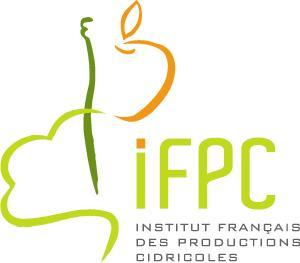 iFPC
INSTITUT FRANÇAIS
DES PRODUCTIONS
CIDRICOLES